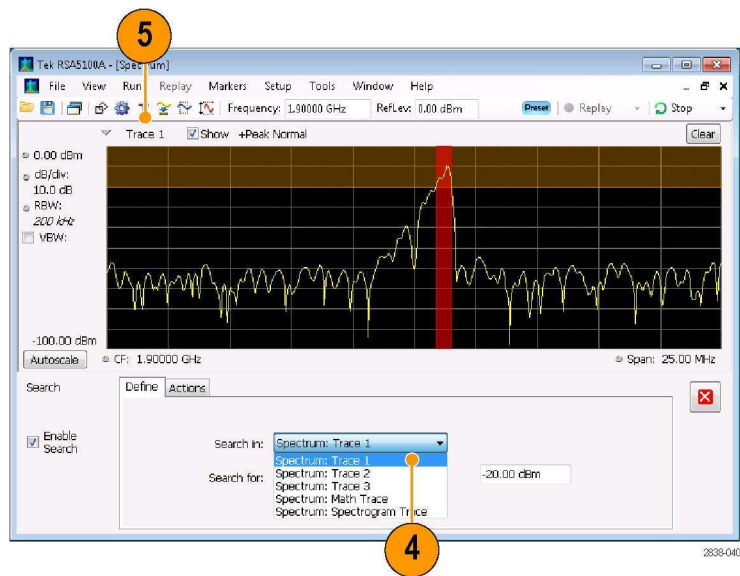 5
Tek RSA5100A - [Spectrum]
File View Run Replay Markers Setup Tools Window Help
Frequency: 1.90000 GHz RefLev: 0.00 dBm Preset Replay Stop
Trace 1 Show +Peak Normal Clear
0.00 dBm
dB/div:
10.0 dB
RBW:
200 kHz
VBW:
-100.00 dBm
Autoscale CF: 1.90000 GHz Span: 25.00 MHz
Search Define Actions
Enable
Search
Search in: Spectrum: Trace 1
Spectrum: Trace 1
Spectrum: Trace 2
Search for: Spectrum: Trace 3 -20.00 dBm
Spectrum: Math Trace
Spectrum: Spectrogram Trace
4
2838-040